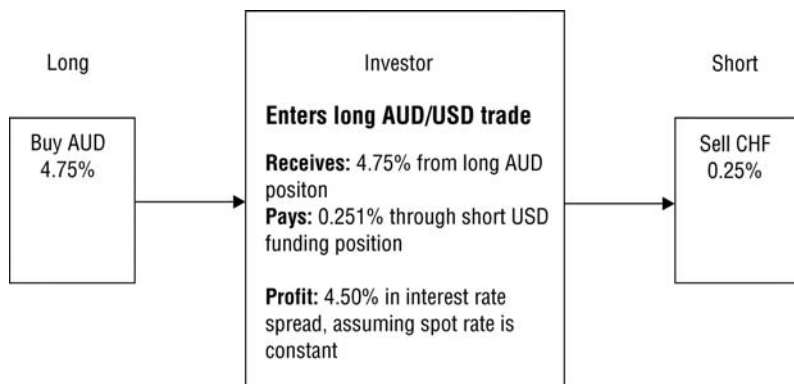 Long
Investor
Short
Buy AUD
4.75%
Enters long AUD/USD trade
Receives: 4.75% from long AUD
positon
Pays: 0.251% through short USD
funding position
Profit: 4.50% in interest rate
spread, assuming spot rate is
constant
Sell CHF
0.25%